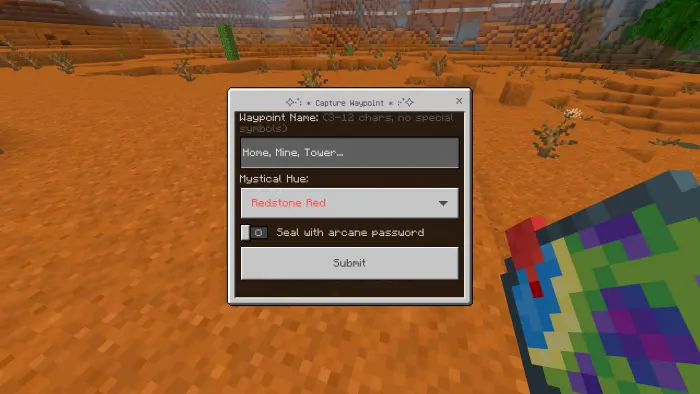 ✧･ﾟ: * Capture Waypoint * :･ﾟ✧
Waypoint Name: (3-12 chars, no special
symbols)
Home, Mine, Tower...
Mystical Hue:
Redstone Red
Seal with arcane password
Submit